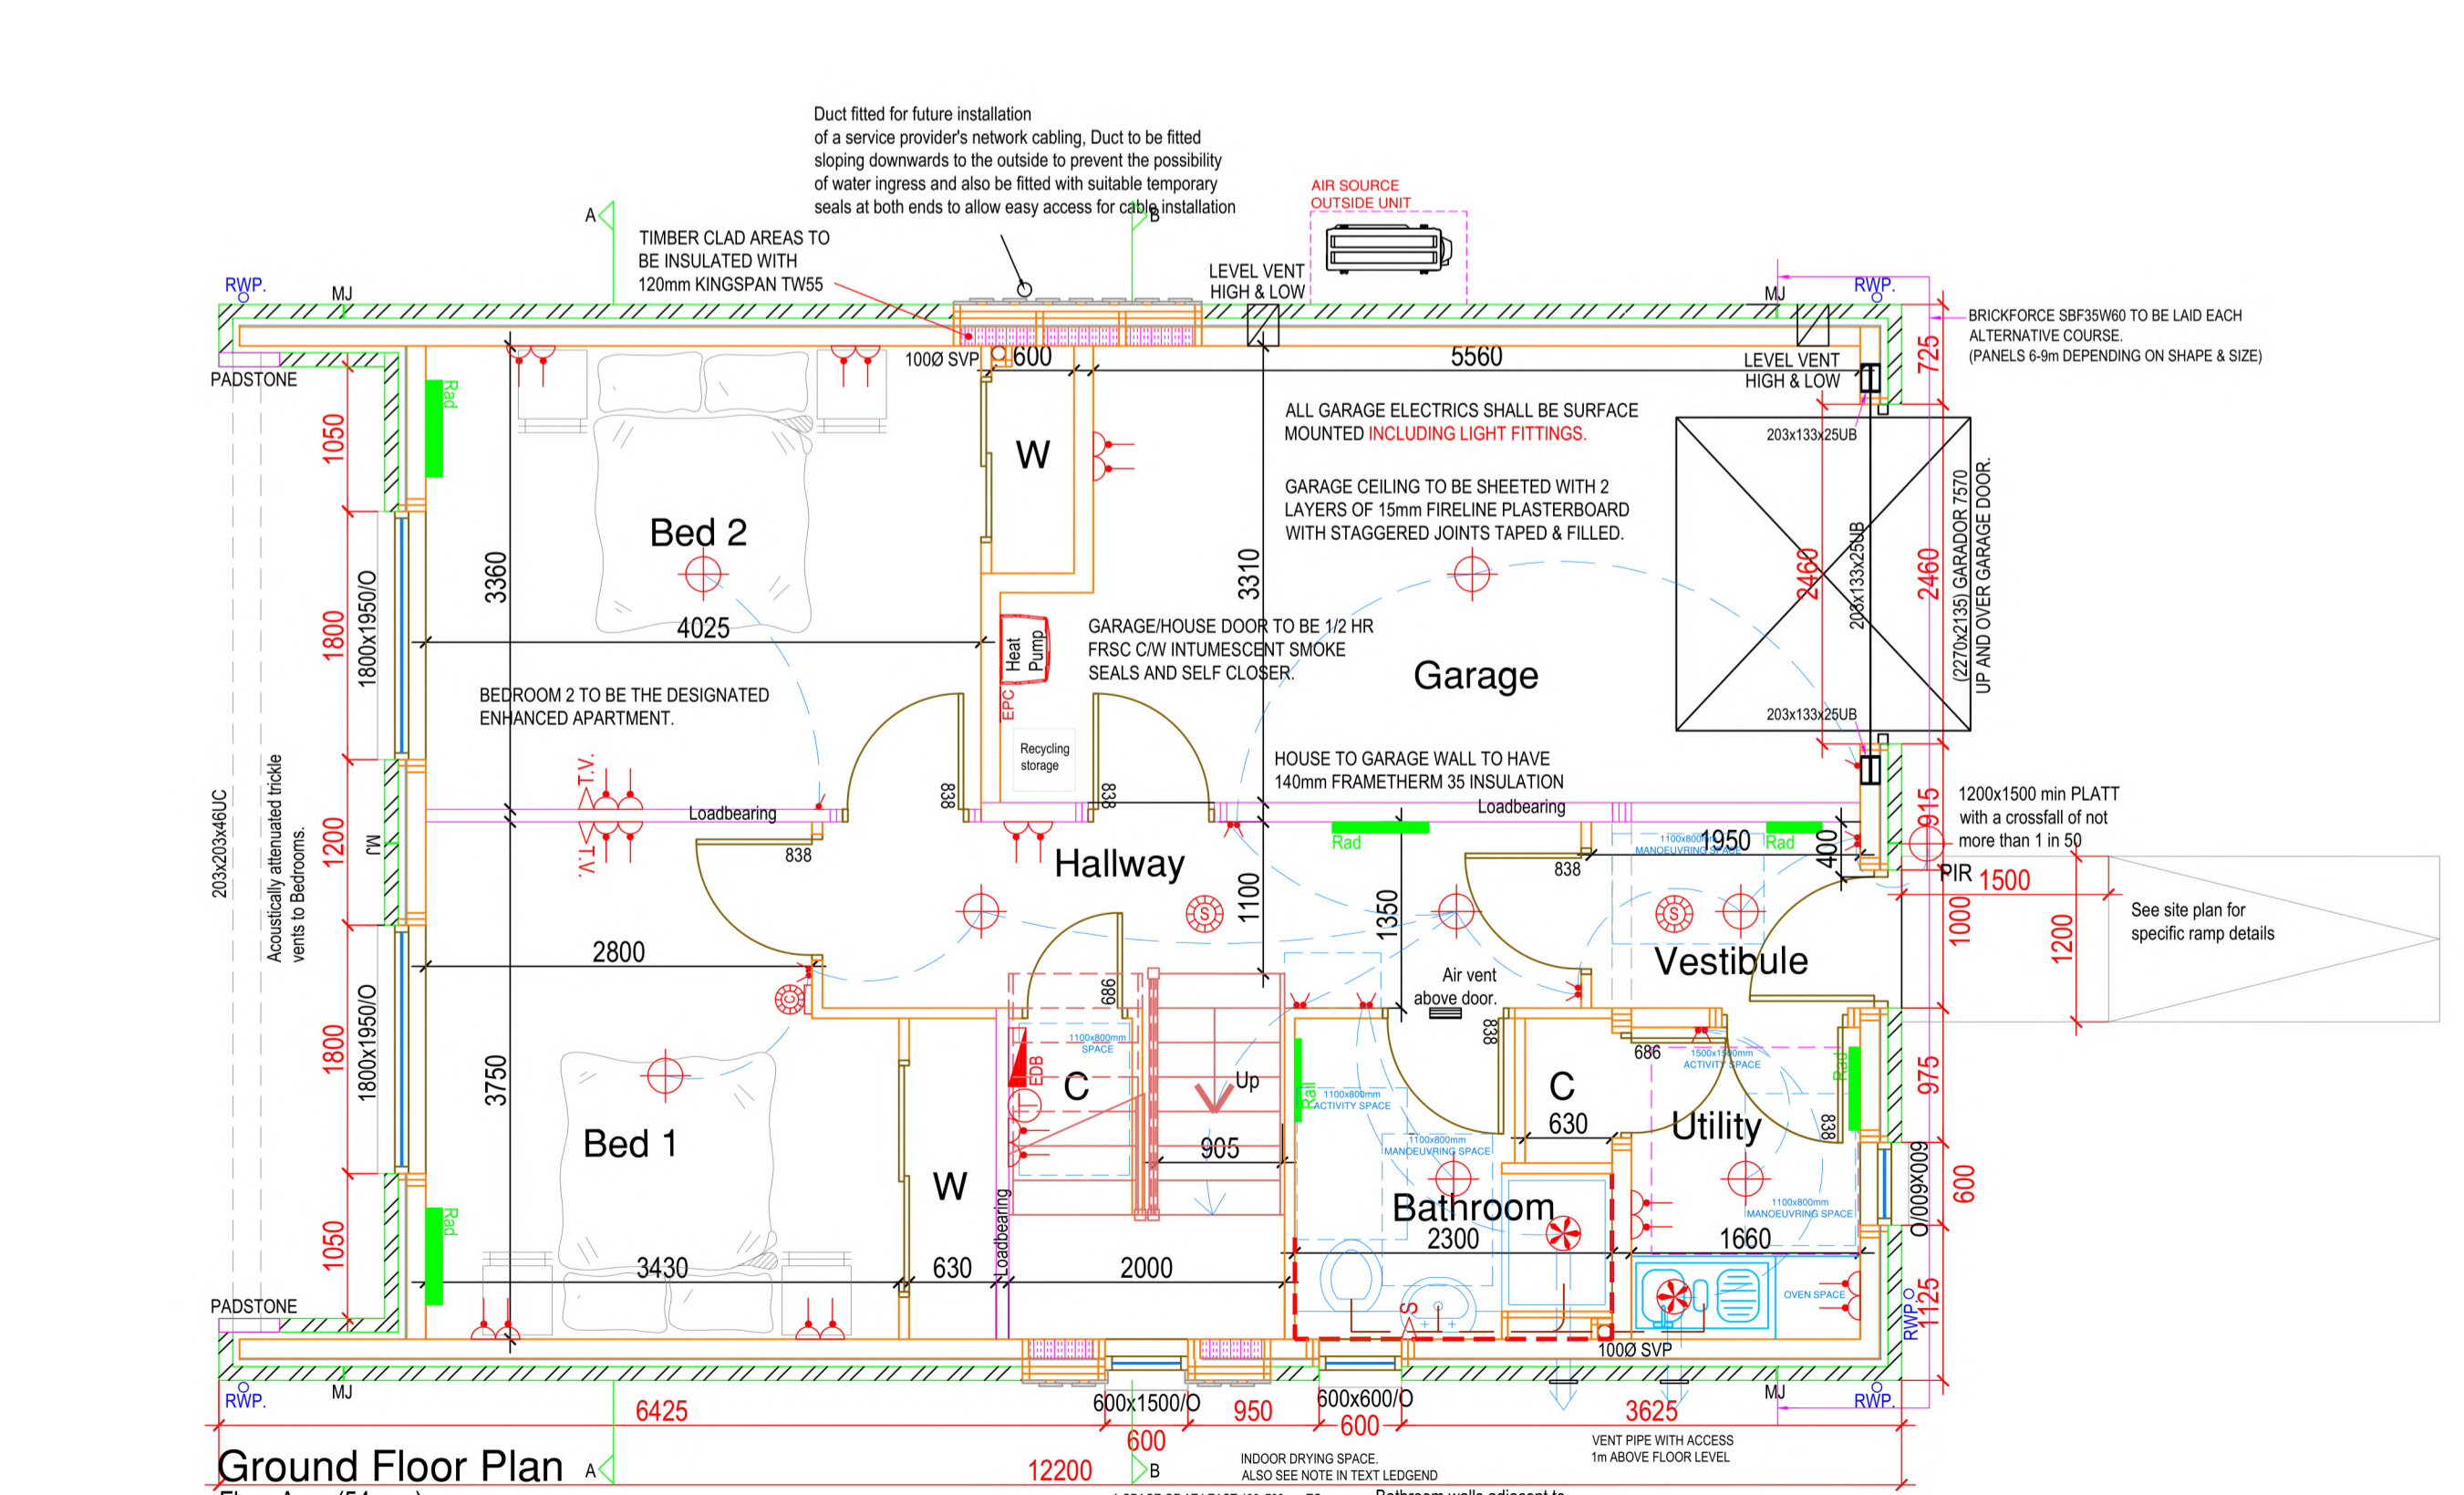 Duct fitted for future installation
of a service provider's network cabling, Duct to be fitted
sloping downwards to the outside to prevent the possibility
of water ingress and also be fitted with suitable temporary
seals at both ends to allow easy access for cable installation
AIR SOURCE
OUTSIDE UNIT
A
B
TIMBER CLAD AREAS TO
BE INSULATED WITH
120mm KINGSPAN TW55
LEVEL VENT
HIGH & LOW
RWP.
MJ
MJ
RWP.
BRICKFORCE SBF35W60 TO BE LAID EACH
ALTERNATIVE COURSE.
(PANELS 6-9m DEPENDING ON SHAPE & SIZE)
PADSTONE
Rad
100Ø SVP
600
5560
LEVEL VENT
HIGH & LOW
725
ALL GARAGE ELECTRICS SHALL BE SURFACE
MOUNTED INCLUDING LIGHT FITTINGS.
203x133x25UB
1050
W
GARAGE CEILING TO BE SHEETED WITH 2
LAYERS OF 15mm FIRELINE PLASTERBOARD
WITH STAGGERED JOINTS TAPED & FILLED.
Bed 2
3360
3310
2460
203x133x25UB
2460
(2270x2135) GARADOR 7570
UP AND OVER GARAGE DOOR.
1800
1800x1950/O
4025
Heat
Pump
GARAGE/HOUSE DOOR TO BE 1/2 HR
FRSC C/W INTUMESCENT SMOKE
SEALS AND SELF CLOSER.
Garage
BEDROOM 2 TO BE THE DESIGNATED
ENHANCED APARTMENT.
EPC
203x133x25UB
Recycling
storage
HOUSE TO GARAGE WALL TO HAVE
140mm FRAMETHERM 35 INSULATION
T.V.
838
838
Loadbearing
Loadbearing
203x203x46UC
Acoustically attenuated trickle
vents to Bedrooms.
1200
MJ
T.V.
838
Hallway
Rad
838
1100x800mm
MANOEUVRING SPACE
1950
Rad
400
915
1200x1500 min PLATT
with a crossfall of not
more than 1 in 50
PIR
1500
1100
1350
S
S
1000
1200
See site plan for
specific ramp details
2800
Vestibule
Air vent
above door.
C
686
838
1800
1800x1950/O
3750
EDB
1100x800mm
SPACE
C
Up
Rail
1100x800mm
ACTIVITY SPACE
C
686
1500x1500mm
ACTIVITY SPACE
Rad
975
630
Utility
838
Bed 1
905
1100x800mm
MANOEUVRING SPACE
W
Loadbearing
Bathroom
1100x800mm
MANOEUVRING SPACE
600x600/O
600
1050
Rad
2300
1660
3430
630
2000
OVEN SPACE
S
1125
RWP.
PADSTONE
100Ø SVP
RWP.
MJ
MJ
RWP.
6425
600x1500/O
950
600x600/O
600
3625
600
VENT PIPE WITH ACCESS
1m ABOVE FLOOR LEVEL
Ground Floor Plan
A
12200
B
INDOOR DRYING SPACE.
ALSO SEE NOTE IN TEXT LEDGEND